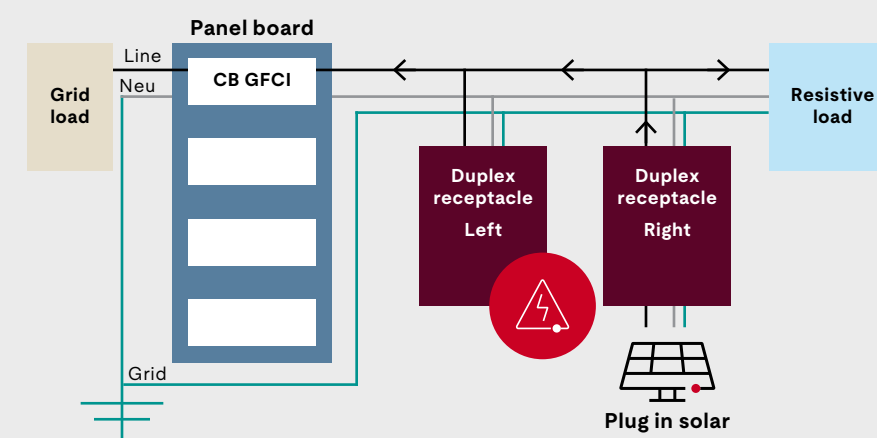 Panel board
Line
Neu
CB GFCI
Grid
load
Resistive
load
Duplex
receptacle
Left
Duplex
receptacle
Right
Grid
Plug in solar